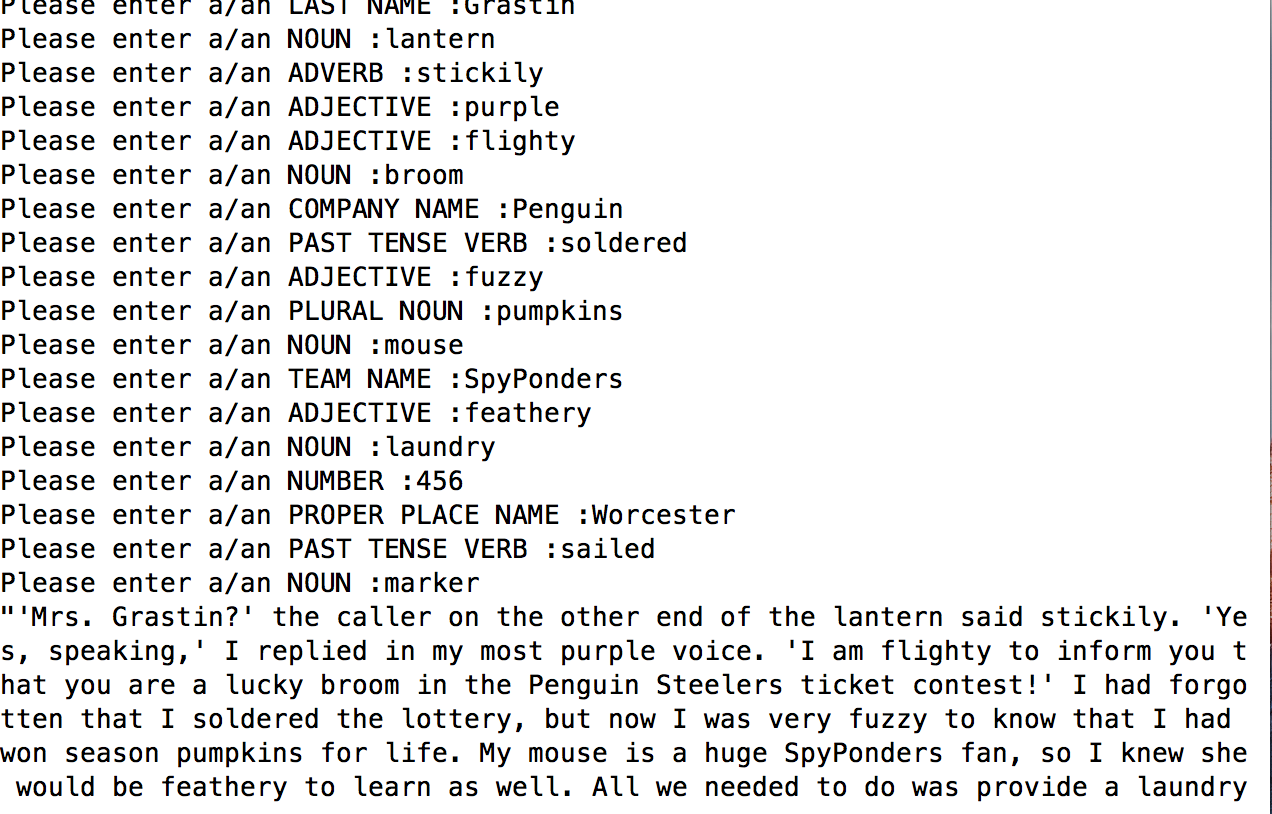 Please enter a/an LAST NAME :Grastin
Please enter a/an NOUN :lantern
Please enter a/an ADVERB :stickily
Please enter a/an ADJECTIVE :purple
Please enter a/an ADJECTIVE :flighty
Please enter a/an NOUN :broom
Please enter a/an COMPANY NAME :Penguin
Please enter a/an PAST TENSE VERB :soldered
Please enter a/an ADJECTIVE :fuzzy
Please enter a/an PLURAL NOUN :pumpkins
Please enter a/an NOUN :mouse
Please enter a/an TEAM NAME :SpyPonders
Please enter a/an ADJECTIVE :feathery
Please enter a/an NOUN :laundry
Please enter a/an NUMBER :456
Please enter a/an PROPER PLACE NAME :Worcester
Please enter a/an PAST TENSE VERB :sailed
Please enter a/an NOUN :marker
"'Mrs. Grastin?' the caller on the other end of the lantern said stickily. 'Ye
s, speaking,' I replied in my most purple voice. 'I am flighty to inform you t
hat you are a lucky broom in the Penguin Steelers ticket contest!' I had forgo
tten that I soldered the lottery, but now I was very fuzzy to know that I had
won season pumpkins for life. My mouse is a huge SpyPonders fan, so I knew she
would be feathery to learn as well. All we needed to do was provide a laundry